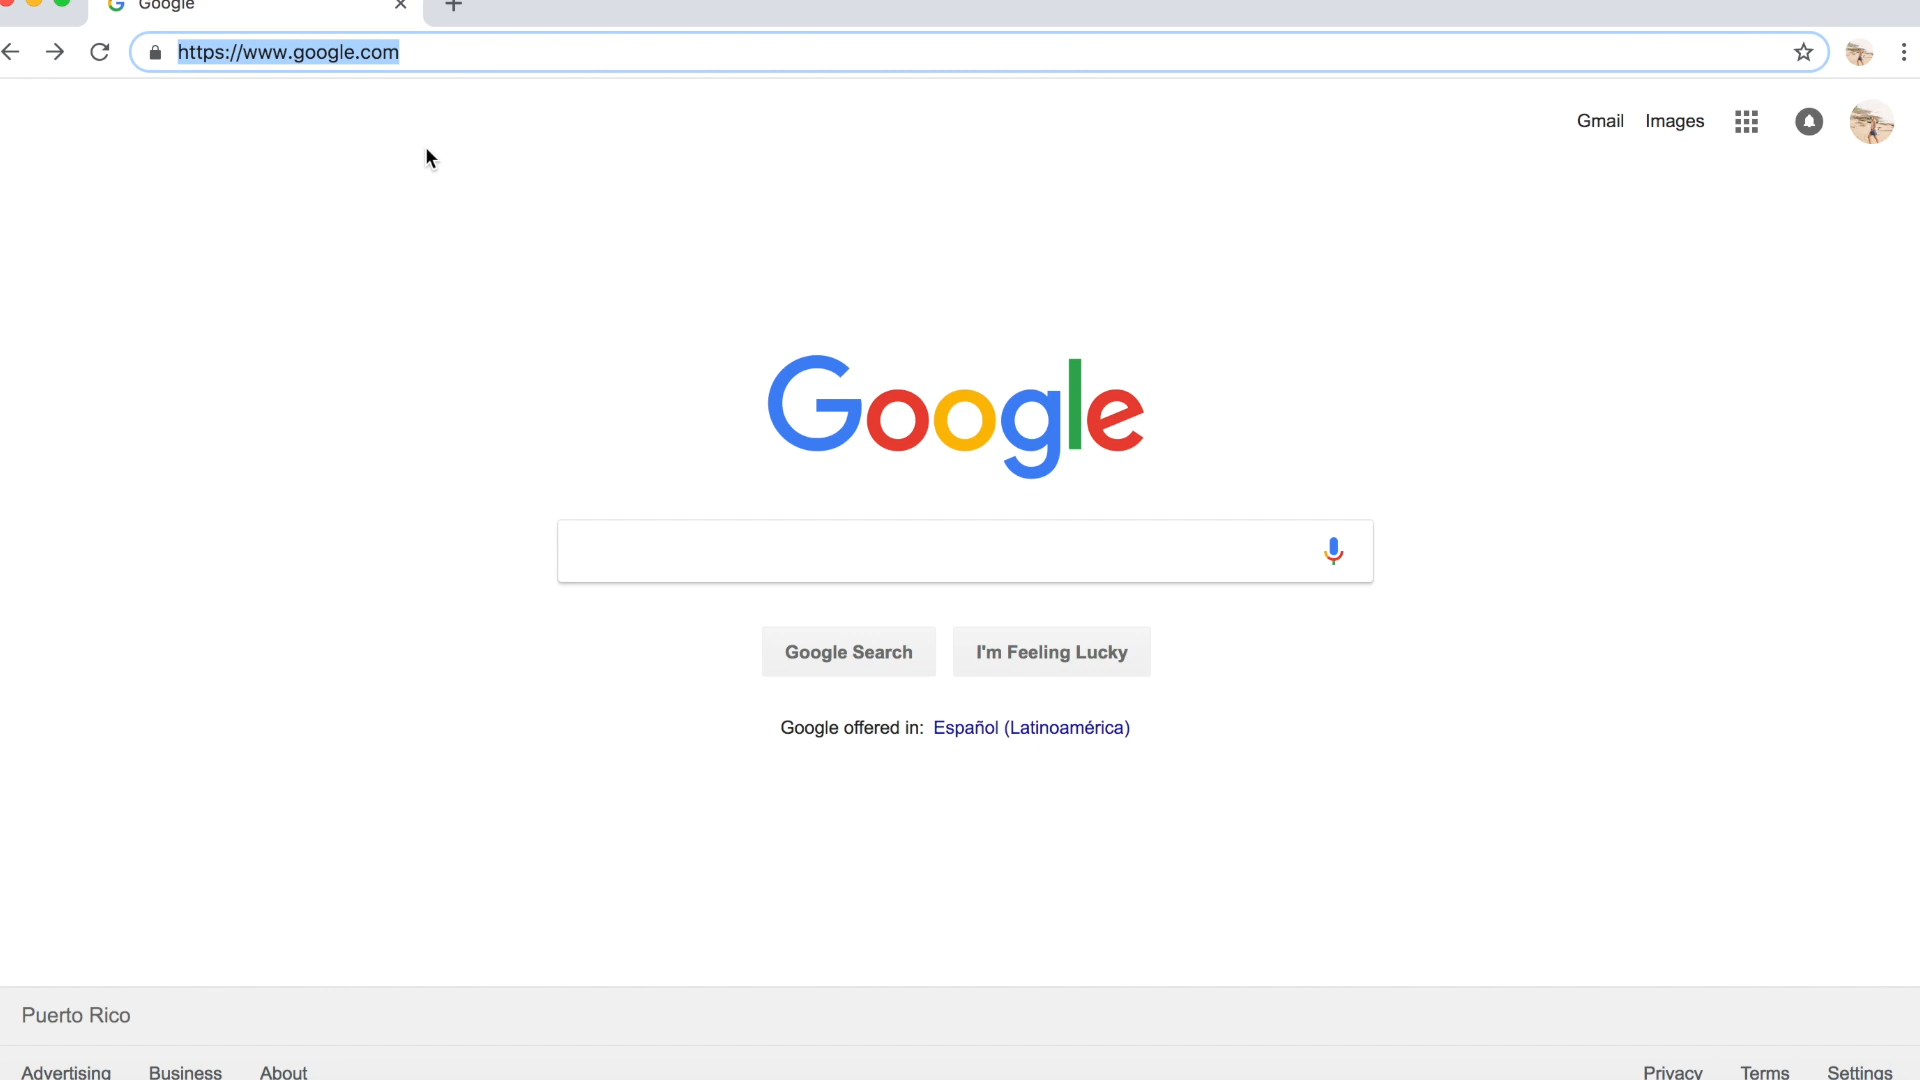 Google
https://www.google.com
Gmail Images
Google
Google Search I'm Feeling Lucky
Google offered in: Español (Latinoamérica)
Puerto Rico
Advertising Business About Privacy Terms Settings